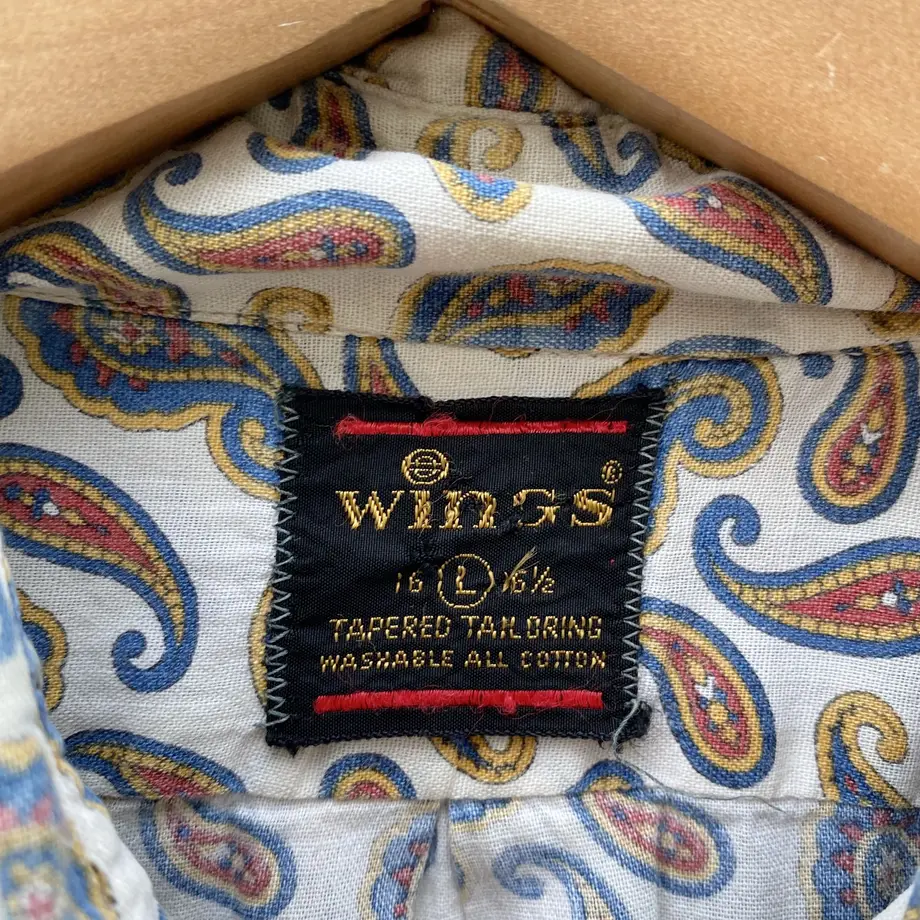 wings®
16 L 16½
TAPERED TAILORING
WASHABLE ALL COTTON